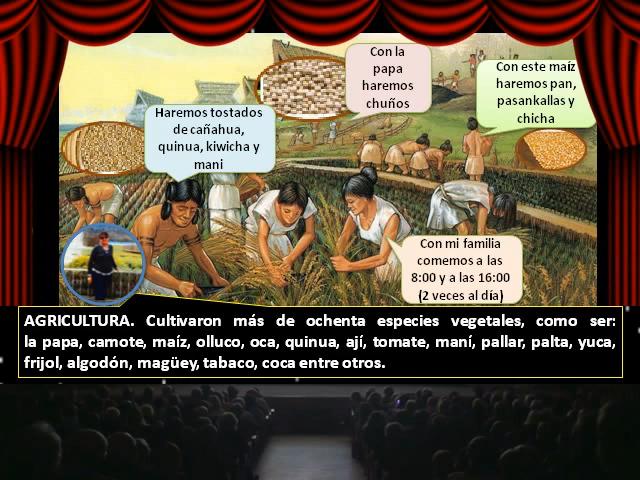 Con la
papa
haremos
chuños
Con este maíz
haremos pan,
pasankallas y
chicha
Haremos tostados
de cañahua,
quinua, kiwicha y
mani
Con mi familia
comemos a las
8:00 y a las 16:00
(2 veces al día)
AGRICULTURA. Cultivaron más de ochenta especies vegetales, como ser:
la papa, camote, maíz, olluco, oca, quinua, ají, tomate, maní, pallar, palta, yuca,
frijol, algodón, magüey, tabaco, coca entre otros.